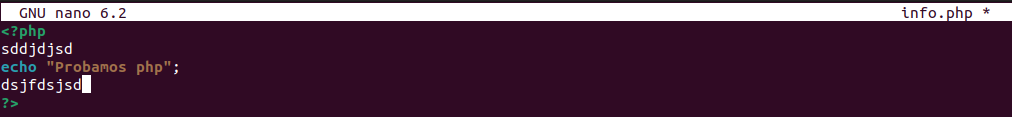 GNU nano 6.2 info.php *
<?php
sddjdjsd
echo "Probamos php";
dsjfdsjsd
?>